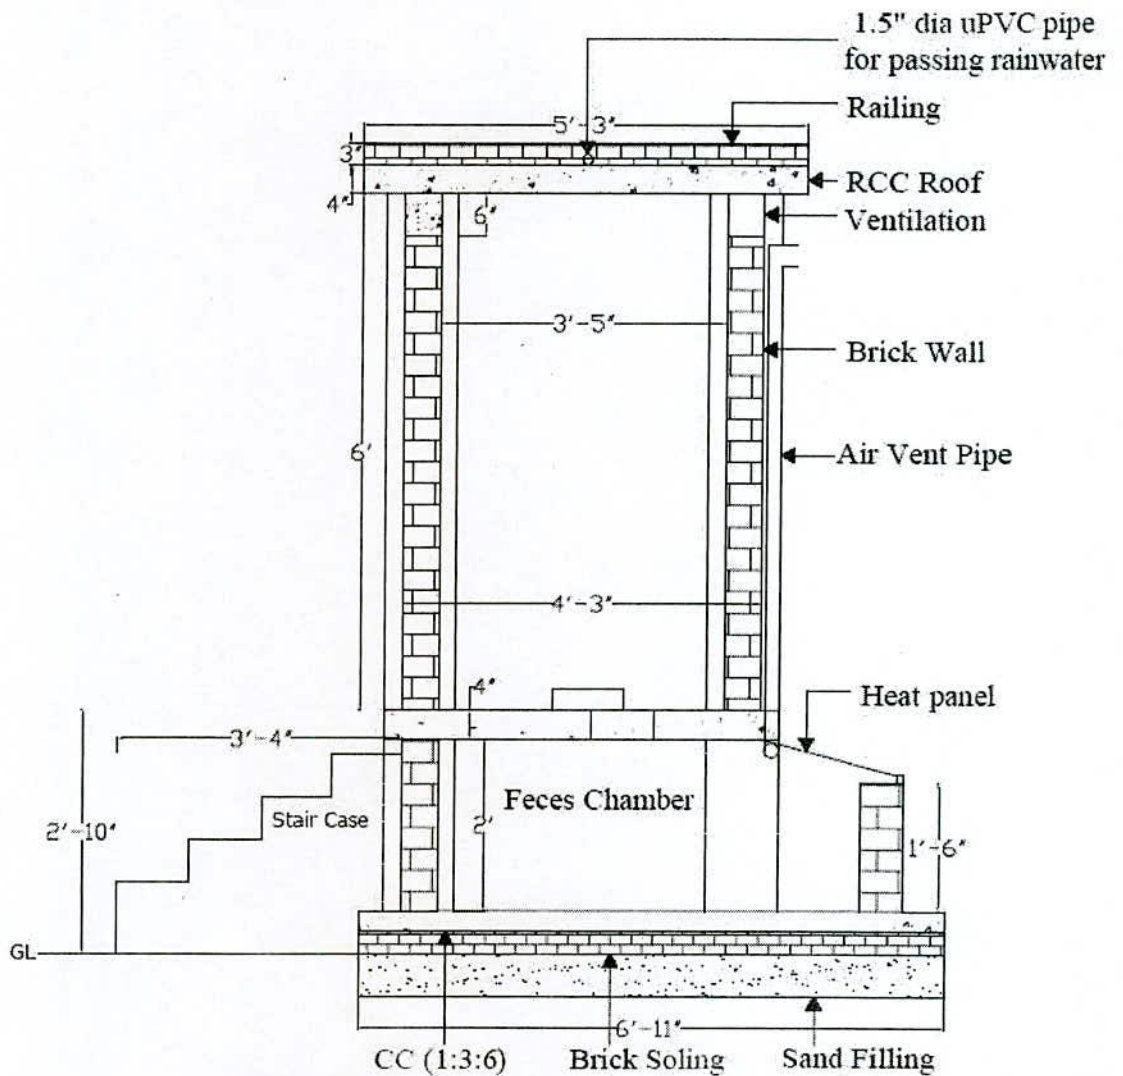 1.5" dia uPVC pipe
for passing rainwater
Railing
5'-3"
3"
RCC Roof
4"
6"
Ventilation
3'-5"
Brick Wall
6'
Air Vent Pipe
4'-3"
4"
Heat panel
3'-4"
Feces Chamber
Stair Case
2'
2'-10"
1'-6"
GL
6'-11"
CC (1:3:6)
Brick Soling
Sand Filling